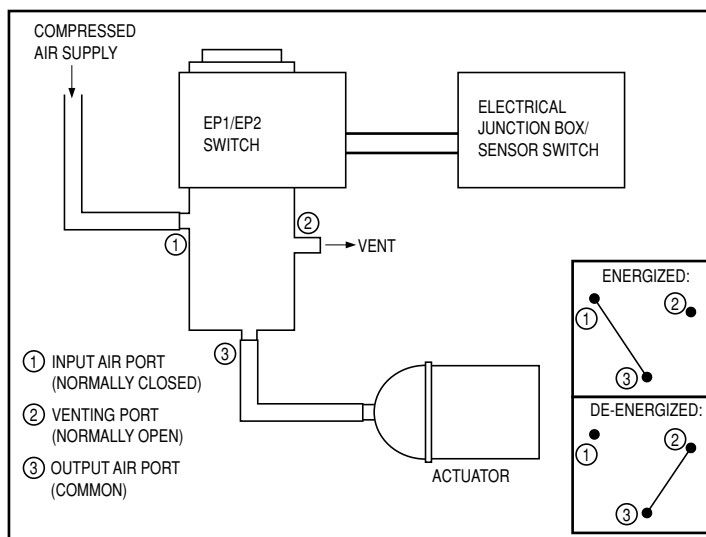 COMPRESSED
AIR SUPPLY
EP1/EP2
SWITCH
ELECTRICAL
JUNCTION BOX/
SENSOR SWITCH
1
2
VENT
3
1 INPUT AIR PORT
(NORMALLY CLOSED)
2 VENTING PORT
(NORMALLY OPEN)
3 OUTPUT AIR PORT
(COMMON)
ACTUATOR
ENERGIZED:
1
2
3
DE-ENERGIZED:
1
2
3